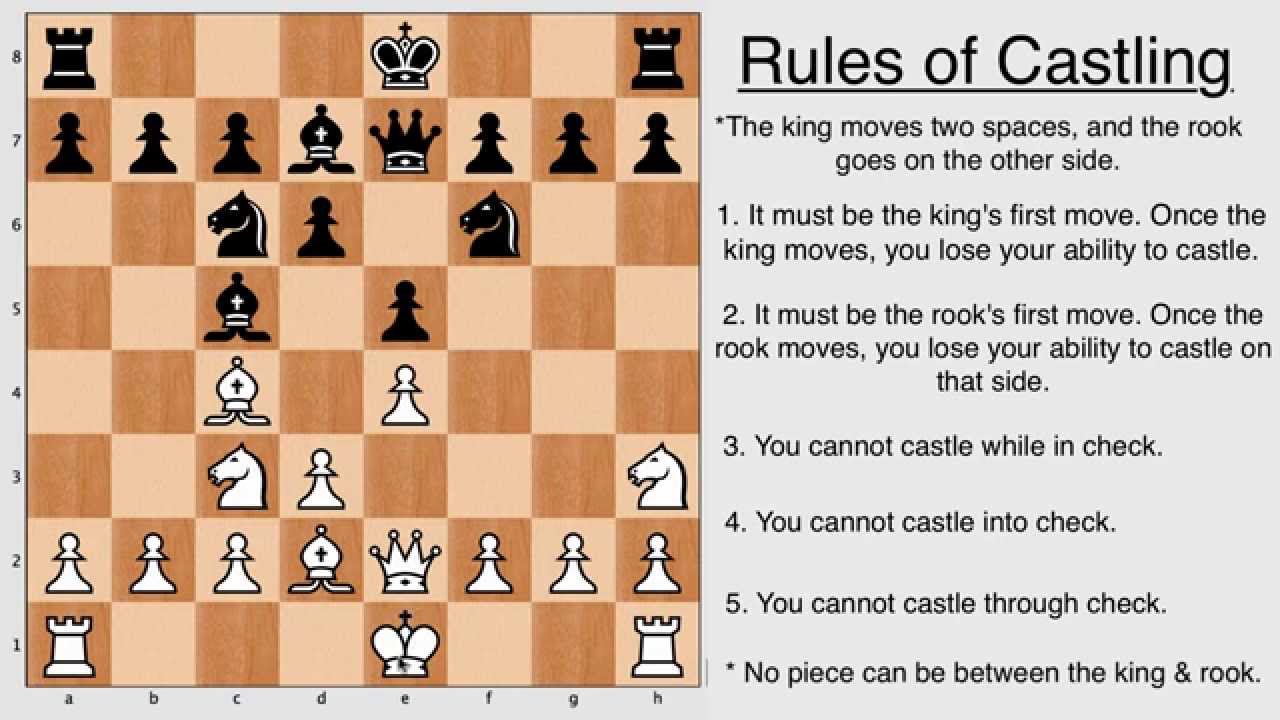 Rules of Castling
*The king moves two spaces, and the rook
goes on the other side.
1. It must be the king's first move. Once the
king moves, you lose your ability to castle.
2. It must be the rook's first move. Once the
rook moves, you lose your ability to castle on
that side.
3. You cannot castle while in check.
4. You cannot castle into check.
5. You cannot castle through check.
* No piece can be between the king & rook.
8
7
6
5
4
3
2
1
a b c d e f g h